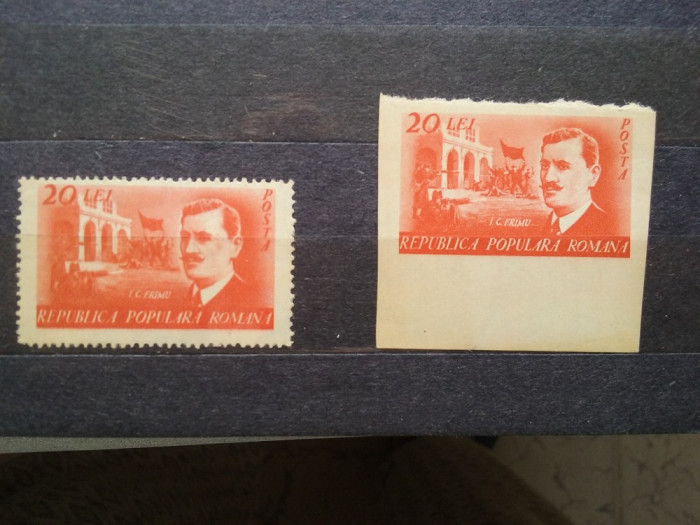 20 LEI
POSTA
I.C.FRIMU
REPUBLICA POPULARA ROMANA
20 LEI
POSTA
I.C.FRIMU
REPUBLICA POPULARA ROMANA